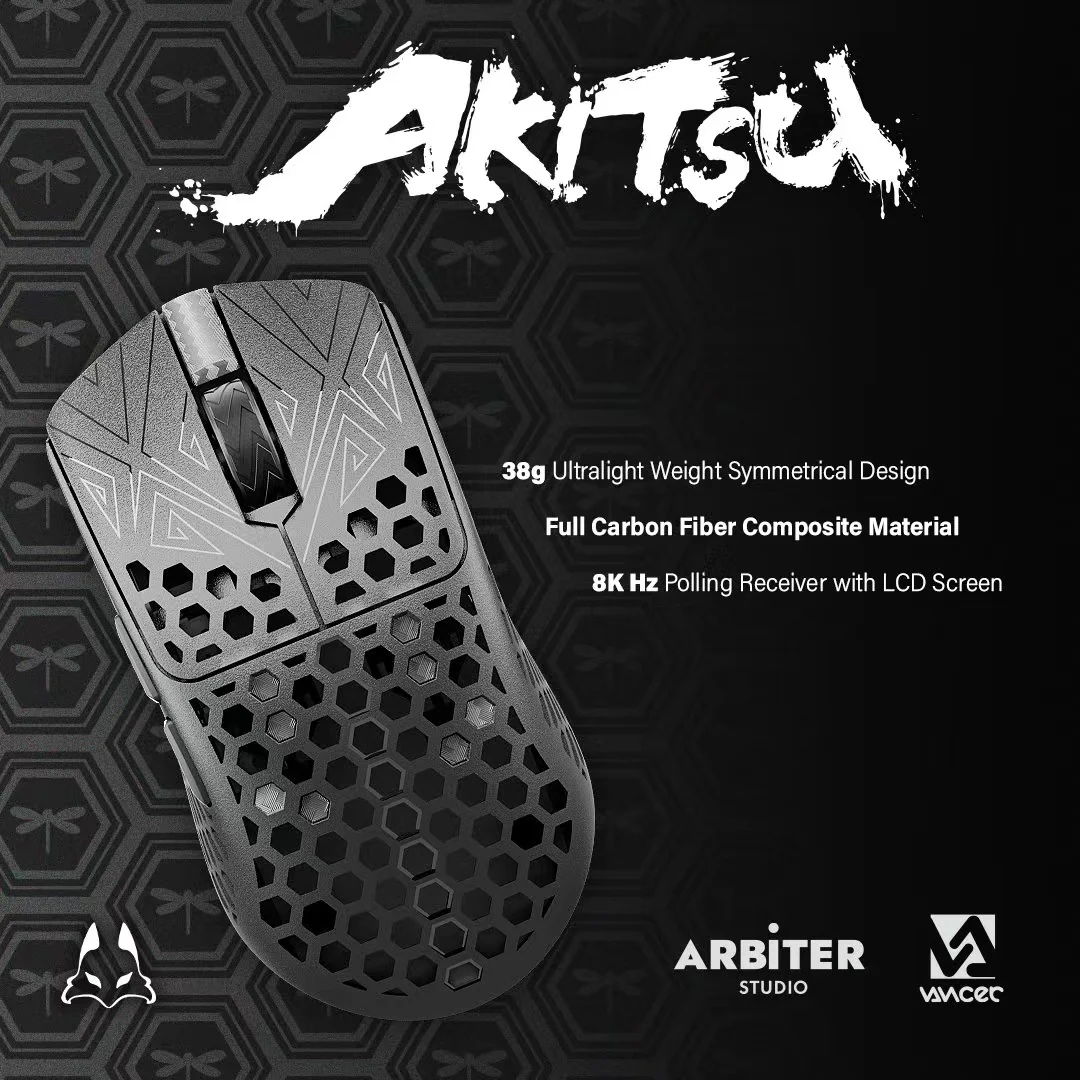 AKITSU
38g Ultralight Weight Symmetrical Design
Full Carbon Fiber Composite Material
8K Hz Polling Receiver with LCD Screen
ARBITER
STUDIO
VANCER